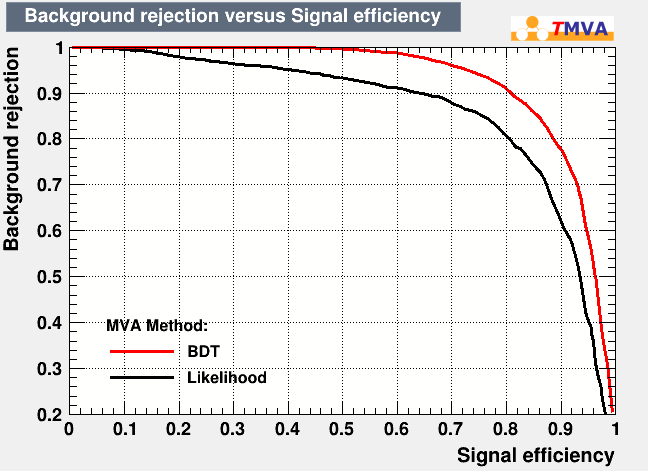 Background rejection versus Signal efficiency
TMVA
Background rejection
1
0.9
0.8
0.7
0.6
0.5
0.4
0.3
0.2
MVA Method:
BDT
Likelihood
0 0.1 0.2 0.3 0.4 0.5 0.6 0.7 0.8 0.9 1
Signal efficiency